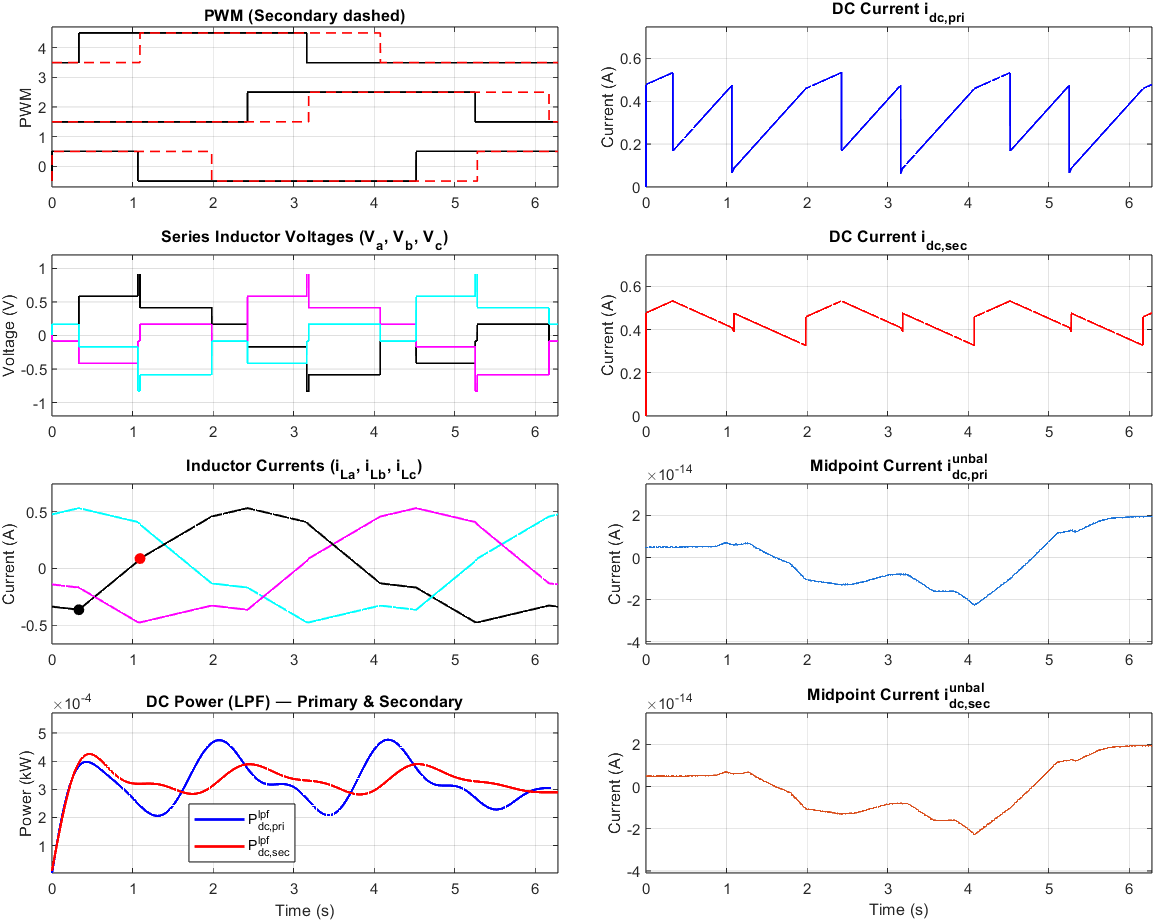 PWM (Secondary dashed)
PWM
4
3
2
1
0
0 1 2 3 4 5 6
DC Current i_dc,pri
Current (A)
0.6
0.4
0.2
0
0 1 2 3 4 5 6
Series Inductor Voltages (V_a, V_b, V_c)
Voltage (V)
1
0.5
0
-0.5
-1
0 1 2 3 4 5 6
DC Current i_dc,sec
Current (A)
0.6
0.4
0.2
0
0 1 2 3 4 5 6
Inductor Currents (i_La, i_Lb, i_Lc)
Current (A)
0.5
0
-0.5
0 1 2 3 4 5 6
Midpoint Current i^unbal_dc,pri
×10^-14
Current (A)
2
0
-2
-4
0 1 2 3 4 5 6
DC Power (LPF) — Primary & Secondary
×10^-4
Power (kW)
5
4
3
2
1
P^lpf_dc,pri
P^lpf_dc,sec
0 1 2 3 4 5 6
Time (s)
Midpoint Current i^unbal_dc,sec
×10^-14
Current (A)
2
0
-2
-4
0 1 2 3 4 5 6
Time (s)